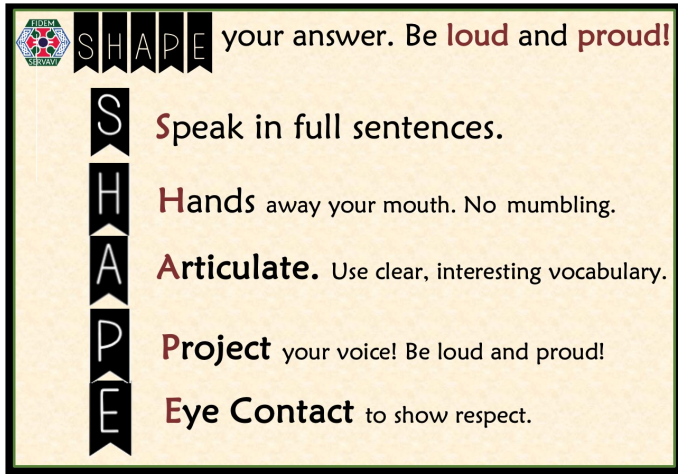 FIDEM
SERVAVI
SHAPE your answer. Be loud and proud!
S Speak in full sentences.
H Hands away your mouth. No mumbling.
A Articulate. Use clear, interesting vocabulary.
P Project your voice! Be loud and proud!
E Eye Contact to show respect.